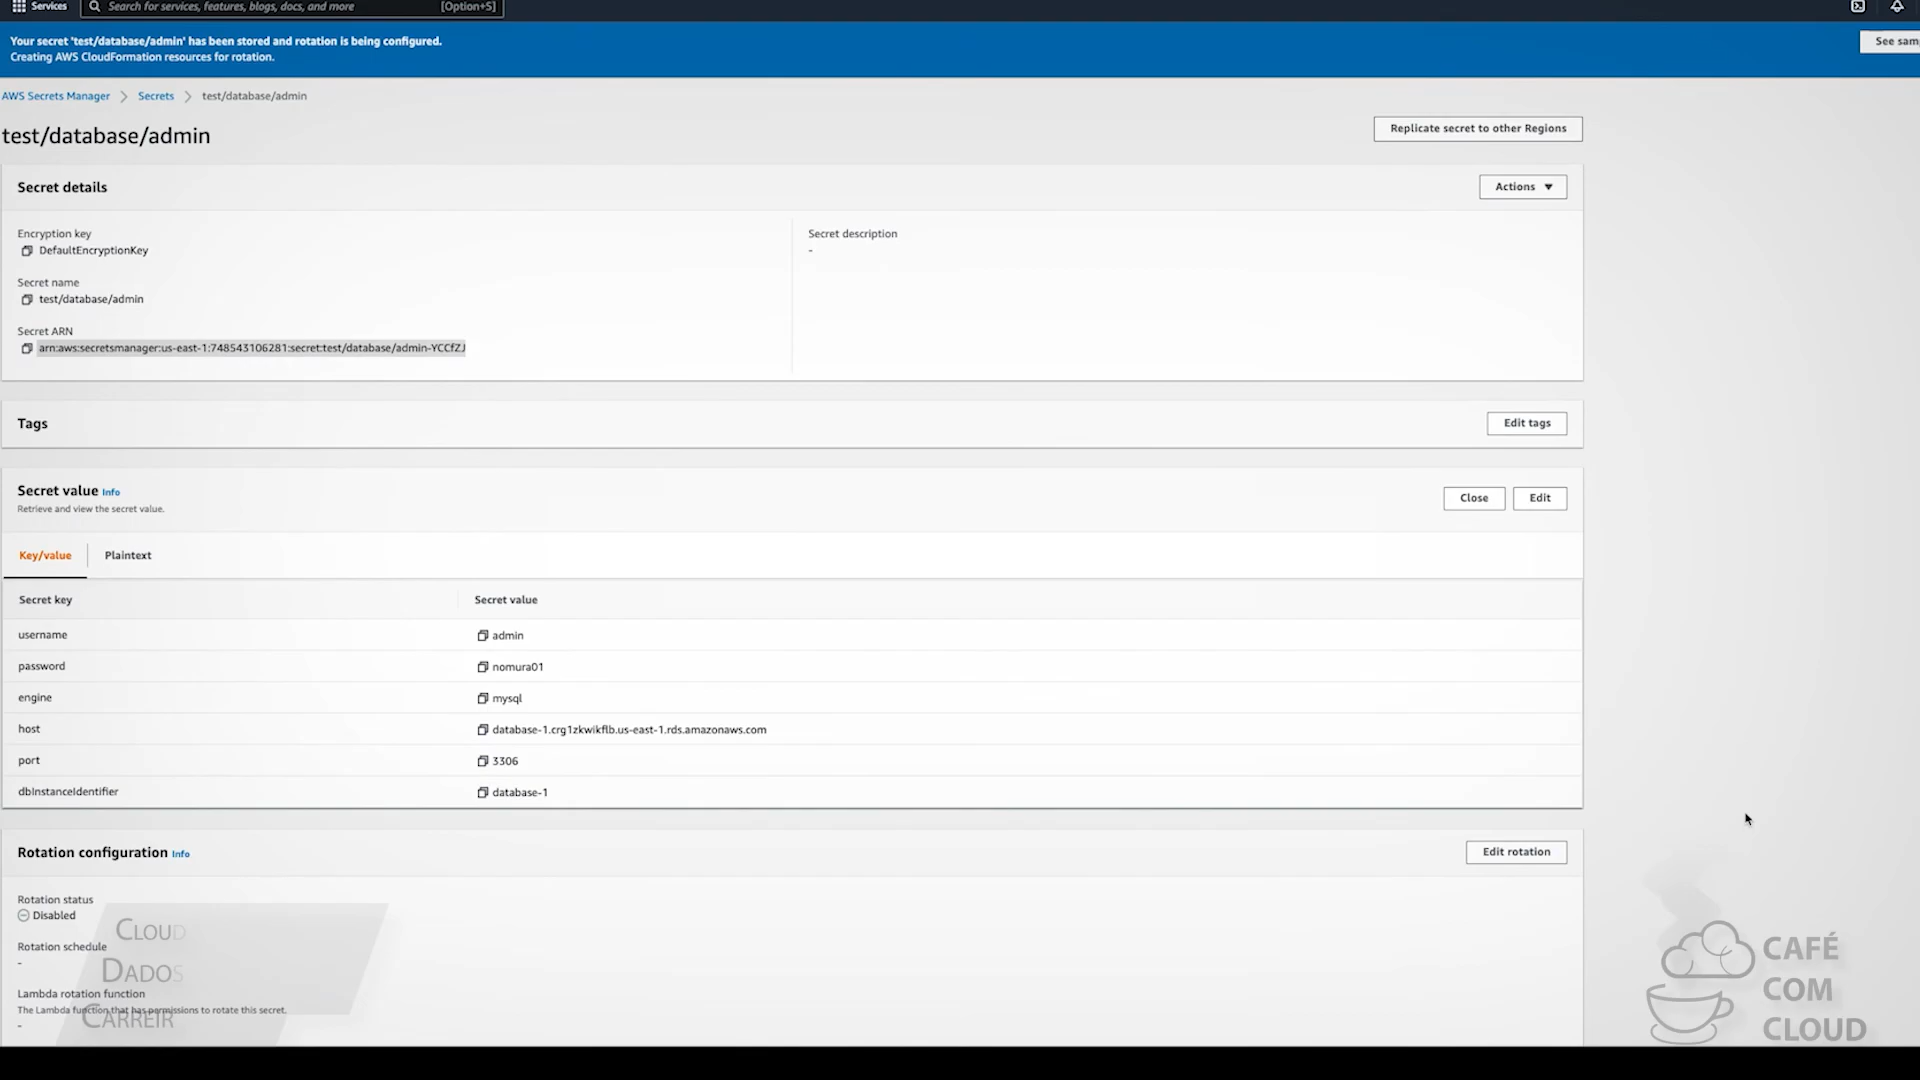 Services
Search for services, features, blogs, docs, and more [Option+S]
Your secret 'test/database/admin' has been stored and rotation is being configured.
Creating AWS CloudFormation resources for rotation.
See sam
AWS Secrets Manager Secrets test/database/admin
test/database/admin
Replicate secret to other Regions
Secret details
Actions
Encryption key
DefaultEncryptionKey
Secret description
-
Secret name
test/database/admin
Secret ARN
arn:aws:secretsmanager:us-east-1:748543106281:secret:test/database/admin-YCCfZJ
Tags
Edit tags
Secret value Info
Retrieve and view the secret value.
Close
Edit
Key/value
Plaintext
Secret key Secret value
username admin
password nomura01
engine mysql
host database-1.crg1zkwikflb.us-east-1.rds.amazonaws.com
port 3306
dbInstanceIdentifier database-1
Rotation configuration Info
Edit rotation
Rotation status
Disabled
Rotation schedule
-
Lambda rotation function
The Lambda function that has permissions to rotate this secret.
-
CLOUD
DADOS
CARREIR
CAFÉ
COM
CLOUD